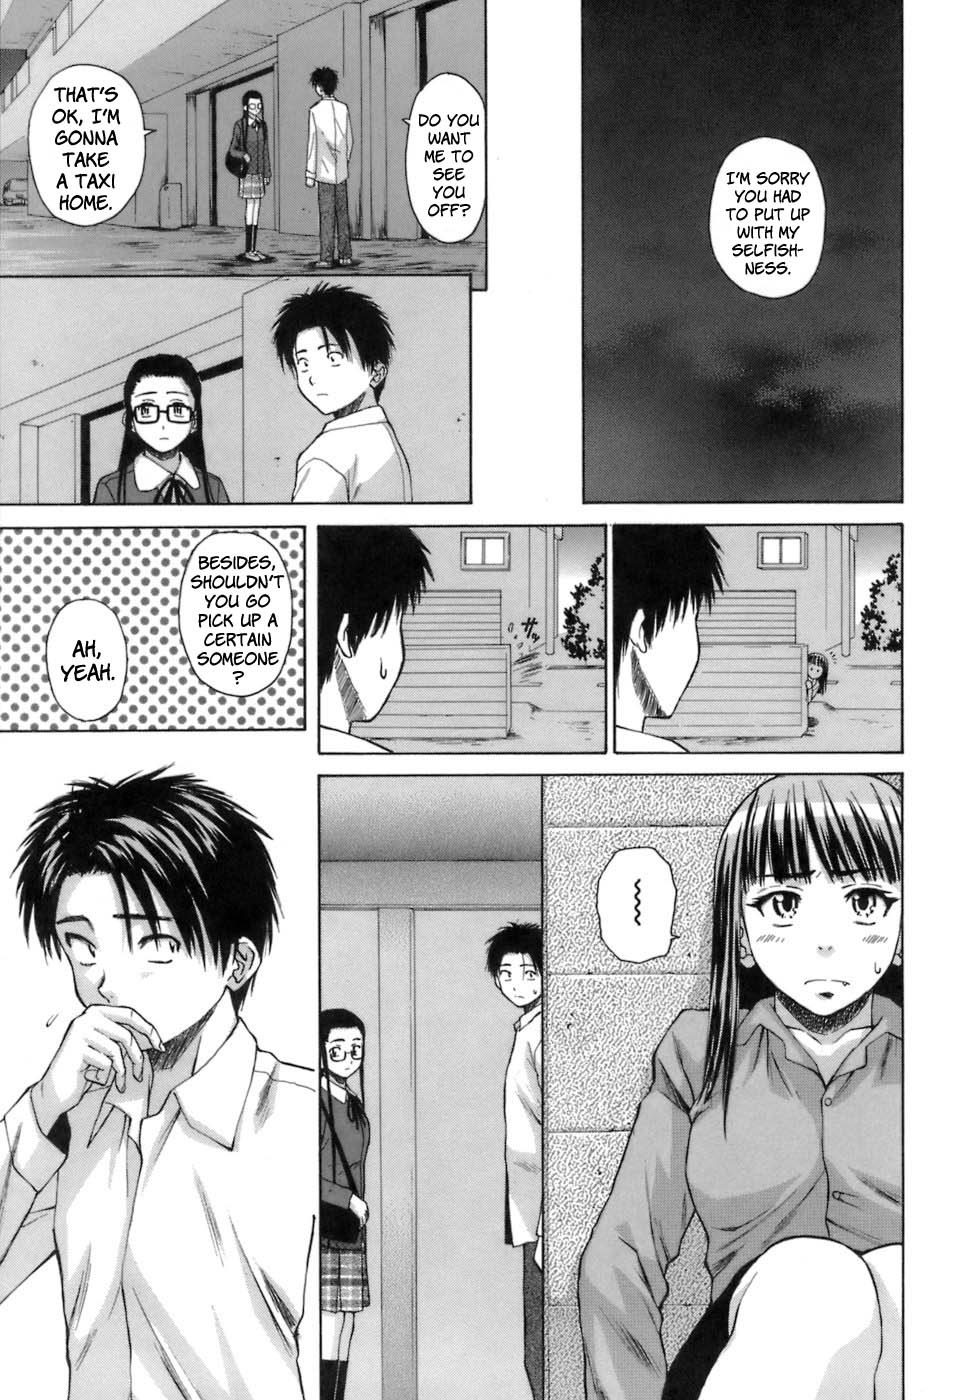 I'M SORRY
YOU HAD
TO PUT UP
WITH MY
SELFISH-
NESS.
DO YOU
WANT
ME TO
SEE
YOU
OFF?
THAT'S
OK, I'M
GONNA
TAKE
A TAXI
HOME.
BESIDES,
SHOULDN'T
YOU GO
PICK UP A
CERTAIN
SOMEONE
?
AH,
YEAH.